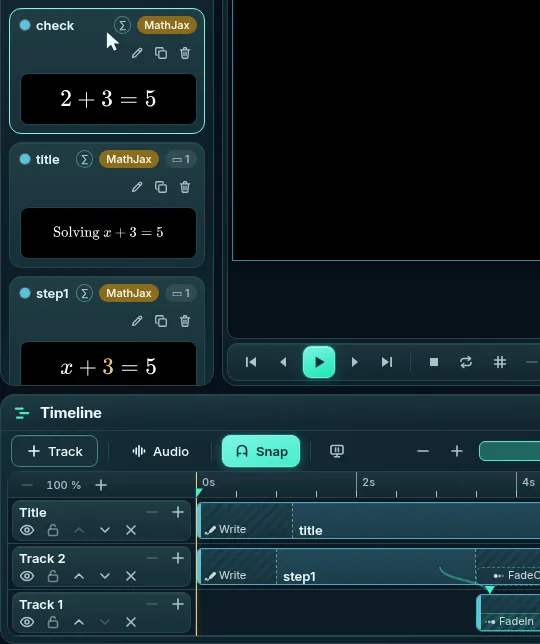 check Σ MathJax
2 + 3 = 5
title Σ MathJax 1
Solving x + 3 = 5
step1 Σ MathJax 1
x + 3 = 5
Timeline
Track Audio Snap
100 %
0s 2s 4s
Title
Write title
Track 2
Write step1 FadeO
Track 1
FadeIn